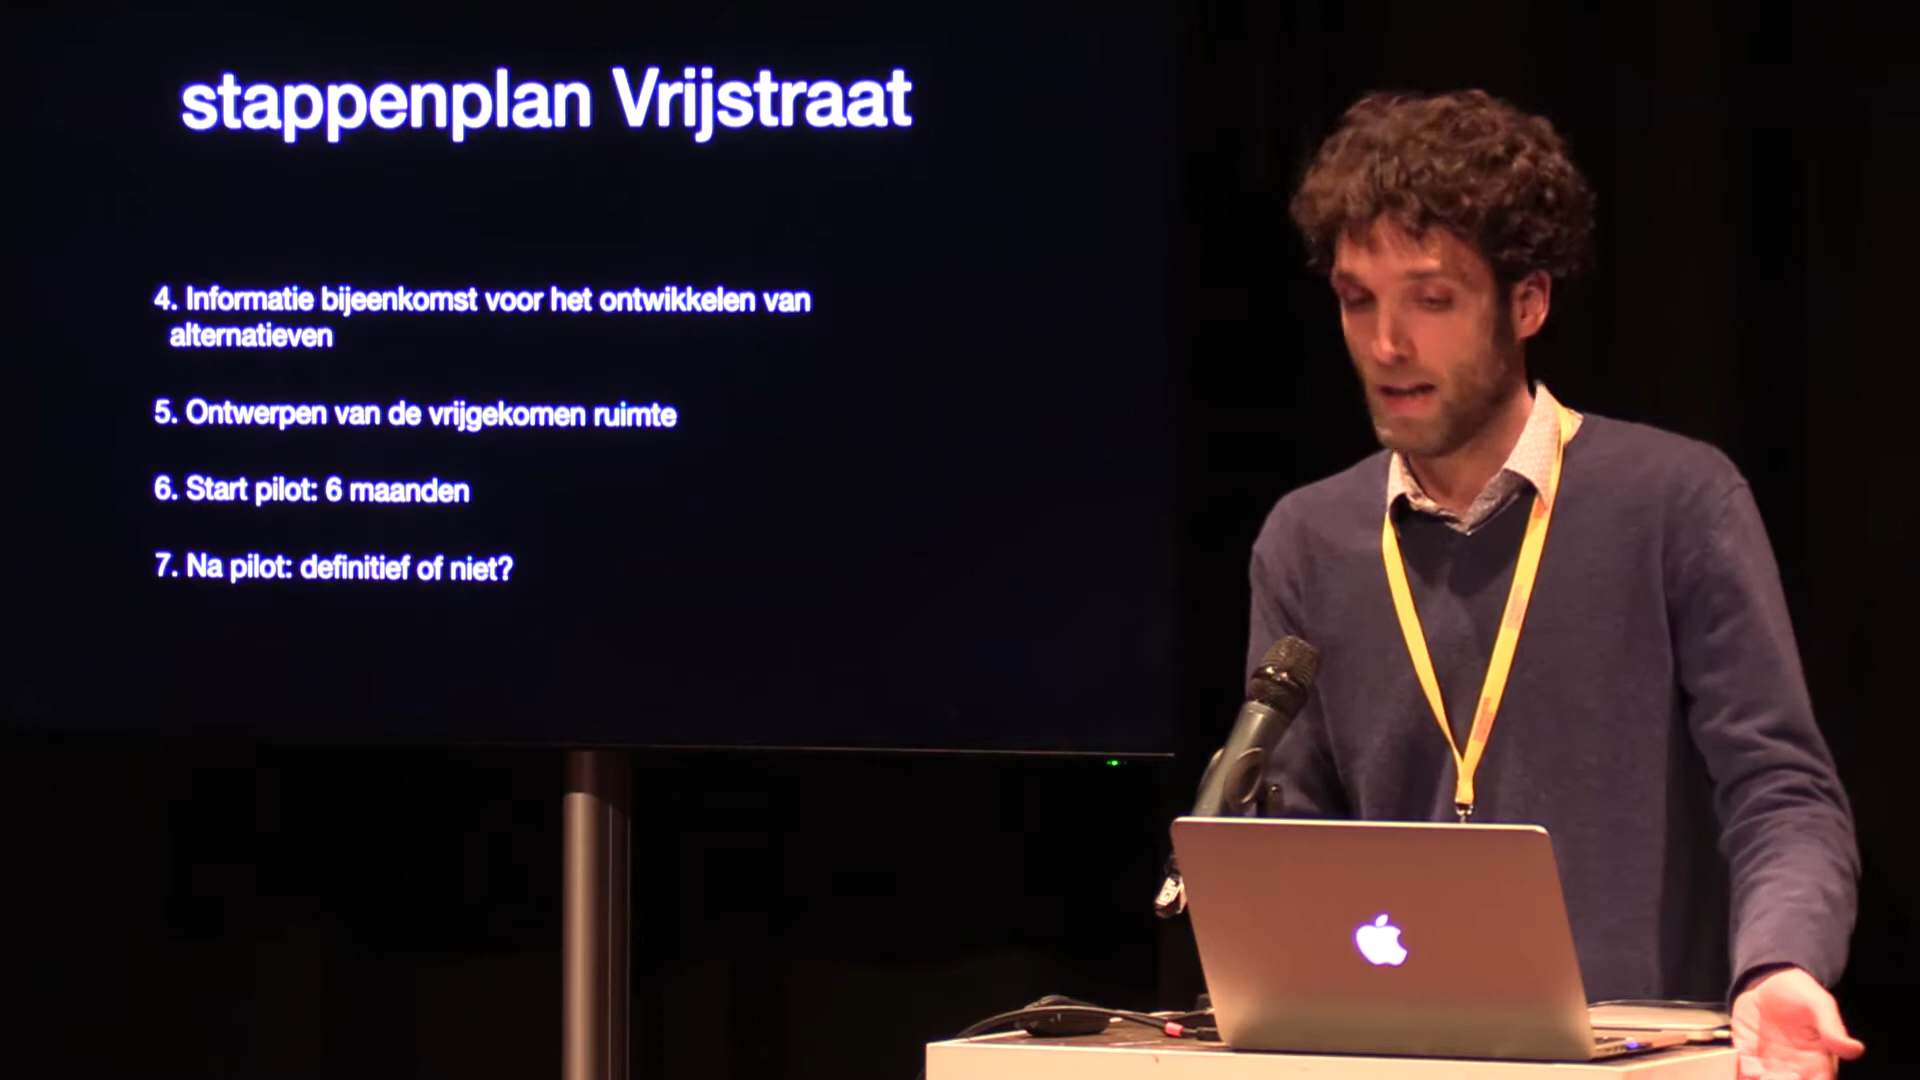 stappenplan Vrijstraat
4. Informatie bijeenkomst voor het ontwikkelen van
alternatieven
5. Ontwerpen van de vrijgekomen ruimte
6. Start pilot: 6 maanden
7. Na pilot: definitief of niet?